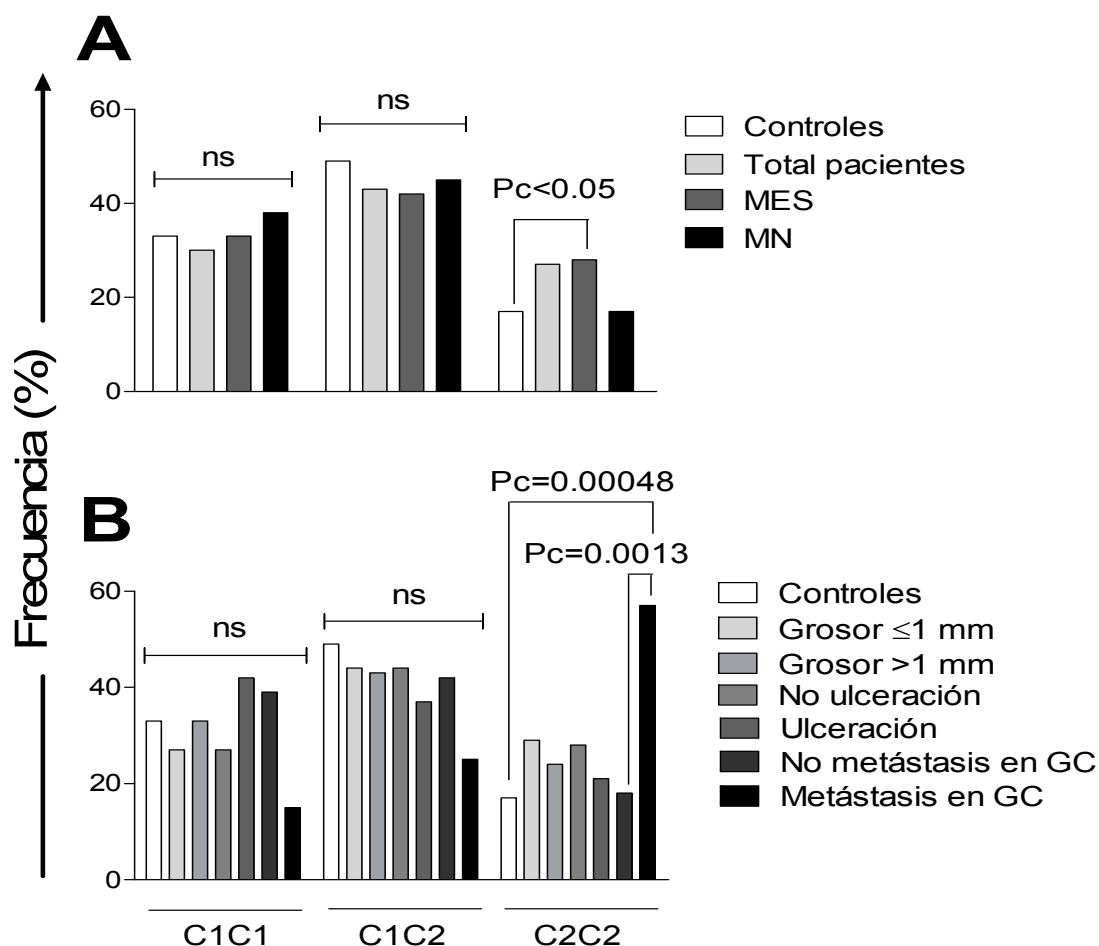 A
60
40
20
0
ns
ns
Pc<0.05
Controles
Total pacientes
MES
MN
Frecuencia (%)
B
60
40
20
0
ns
ns
Pc=0.00048
Pc=0.0013
Controles
Grosor ≤1 mm
Grosor >1 mm
No ulceración
Ulceración
No metástasis en GC
Metástasis en GC
C1C1
C1C2
C2C2